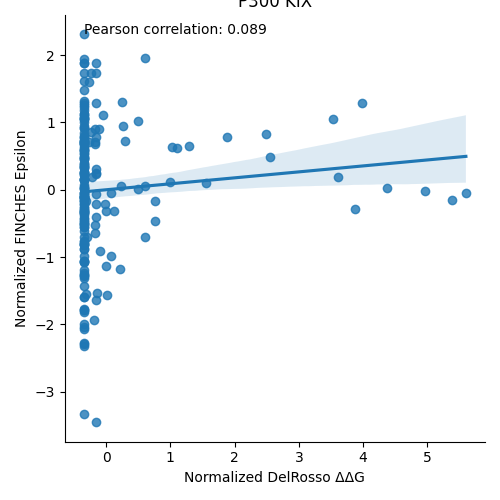 P300 KIX
Pearson correlation: 0.089
2
1
0
−1
−2
−3
Normalized FINCHES Epsilon
0 1 2 3 4 5
Normalized DelRosso ΔΔG